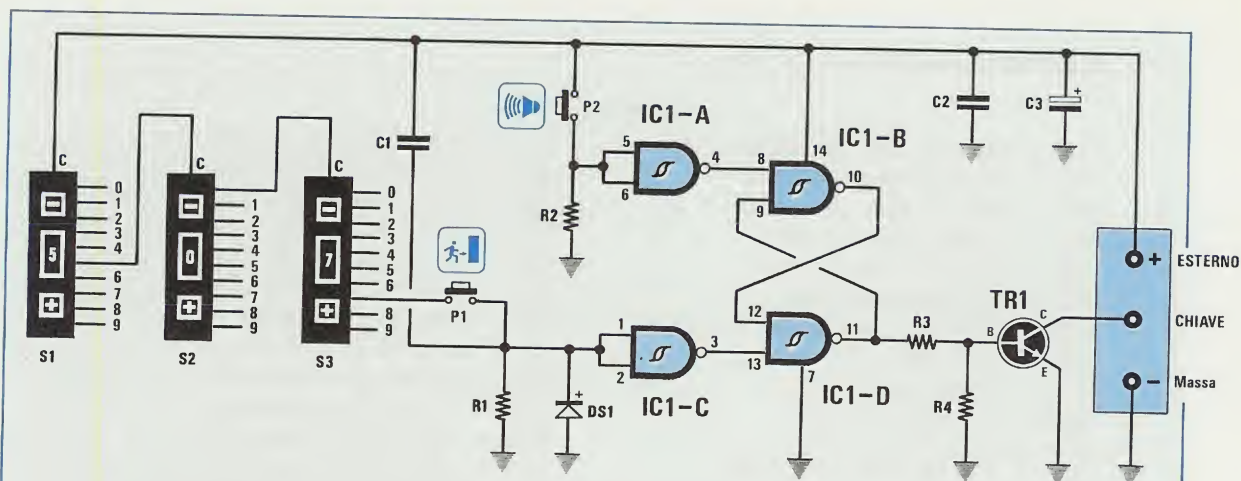 C
0
1
2
3
4
6
7
8
9
5
S1
C
1
2
3
4
5
6
7
8
9
0
S2
C
0
1
2
3
4
5
6
8
9
7
S3
C1
P1
R1
DS1
+
P2
R2
IC1-A
5
6
4
IC1-B
8
9
14
10
IC1-C
1
2
3
IC1-D
12
13
7
11
R3
R4
TR1
B
C
E
C2
C3
+
+ ESTERNO
CHIAVE
- Massa